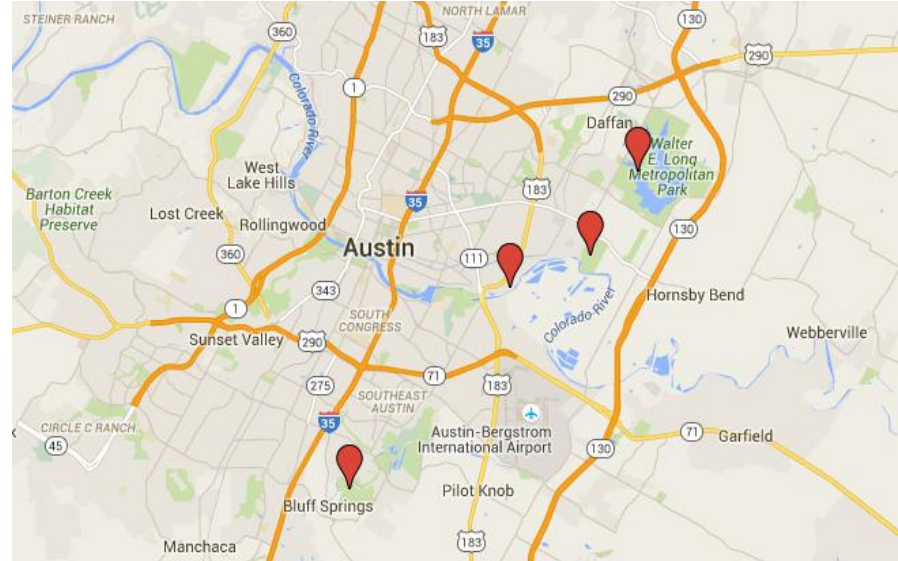 NORTH LAMAR
STEINER RANCH
130
360
183
35
290
290
1
Colorado River
Daffan
Walter
E. Long
Metropolitan
Park
West
Lake Hills
183
Barton Creek
Habitat
Preserve
Lost Creek
35
Rollingwood
130
Austin
360
111
343
Colorado River
Hornsby Bend
1
SOUTH
CONGRESS
Webberville
Sunset Valley
290
71
275
183
SOUTHEAST
AUSTIN
35
CIRCLE C RANCH
Austin-Bergstrom
International Airport
71
Garfield
45
130
Pilot Knob
Bluff Springs
183
Manchaca